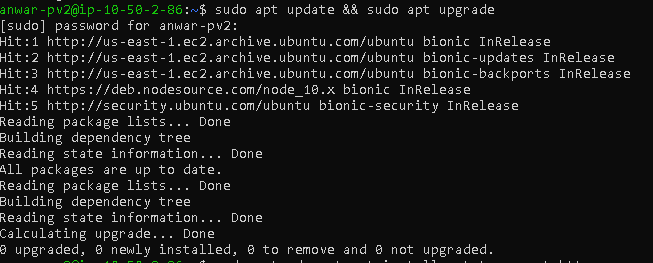 anwar-pv2@ip-10-50-2-86:~$ sudo apt update && sudo apt upgrade
[sudo] password for anwar-pv2:
Hit:1 http://us-east-1.ec2.archive.ubuntu.com/ubuntu bionic InRelease
Hit:2 http://us-east-1.ec2.archive.ubuntu.com/ubuntu bionic-updates InRelease
Hit:3 http://us-east-1.ec2.archive.ubuntu.com/ubuntu bionic-backports InRelease
Hit:4 https://deb.nodesource.com/node_10.x bionic InRelease
Hit:5 http://security.ubuntu.com/ubuntu bionic-security InRelease
Reading package lists... Done
Building dependency tree
Reading state information... Done
All packages are up to date.
Reading package lists... Done
Building dependency tree
Reading state information... Done
Calculating upgrade... Done
0 upgraded, 0 newly installed, 0 to remove and 0 not upgraded.